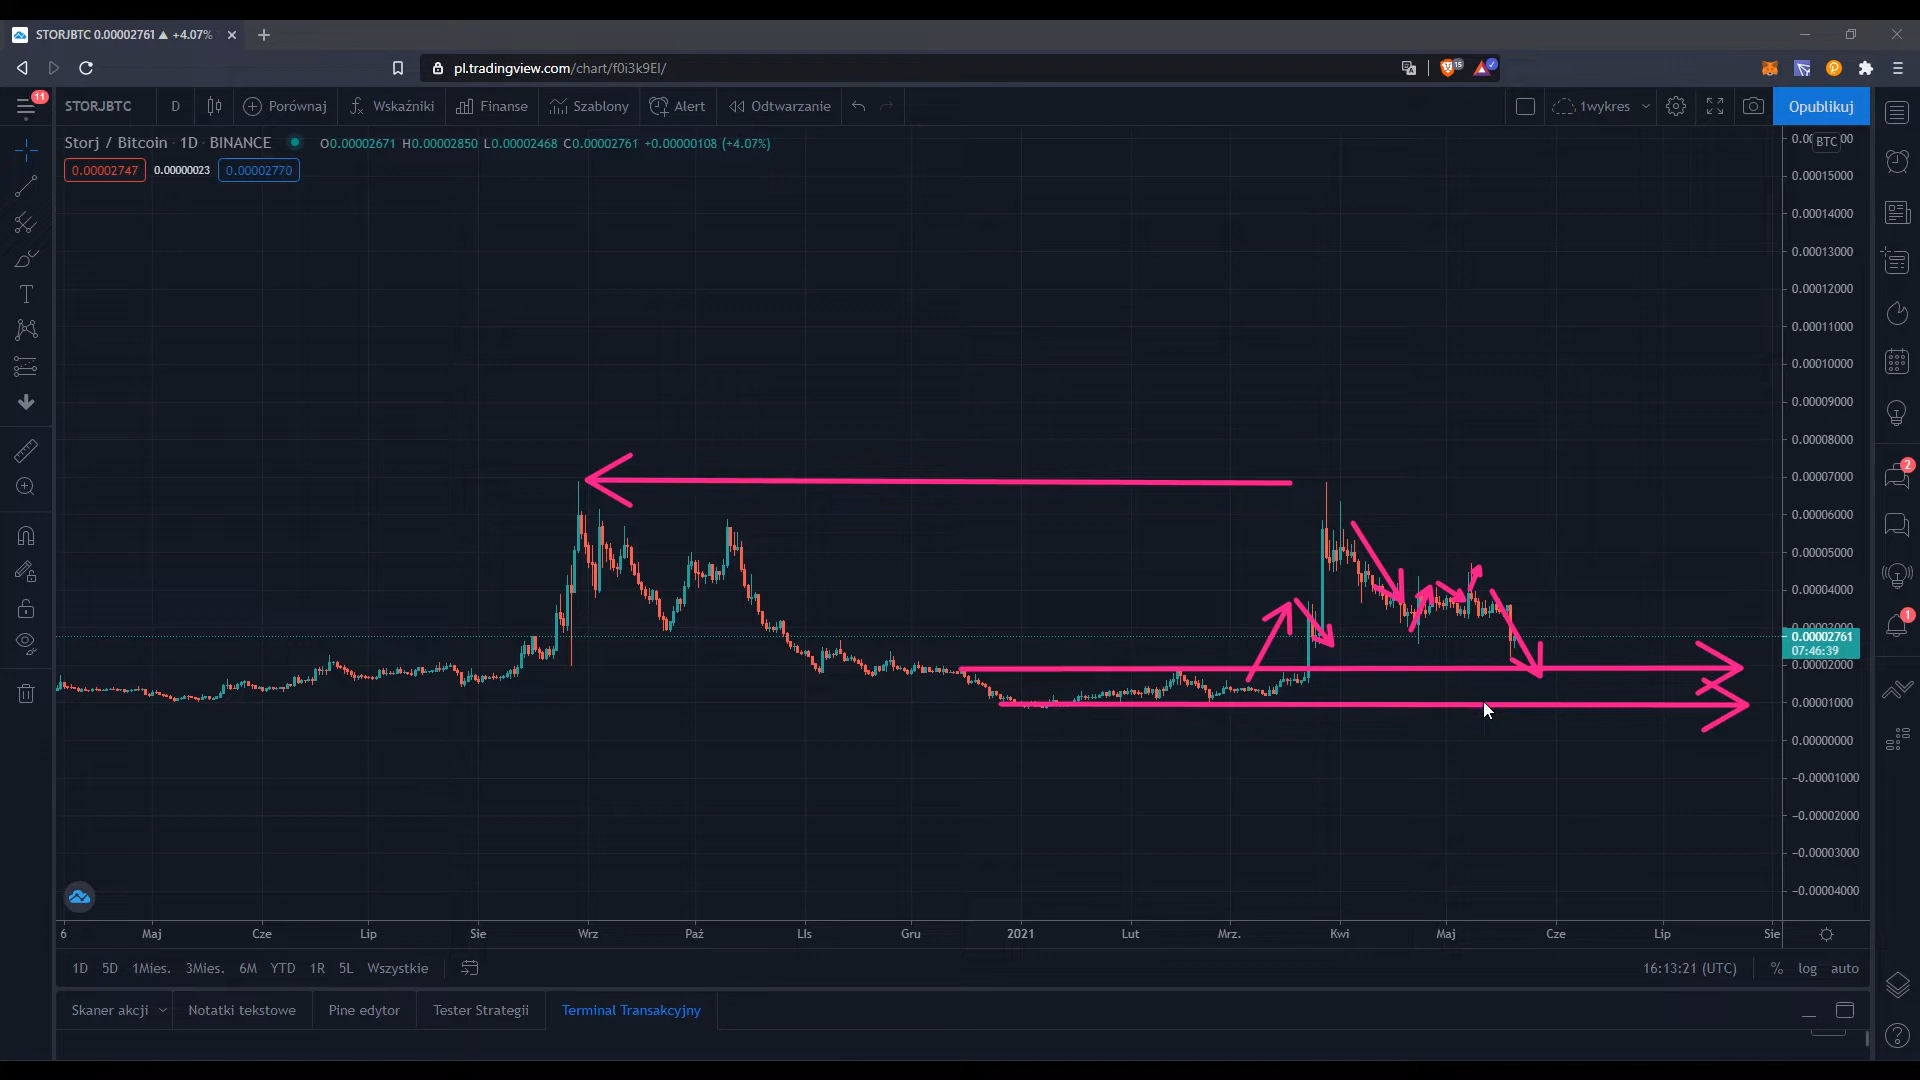 STORJBTC 0.00002761 ▲ +4.07%
pl.tradingview.com/chart/f0i3k9EI/
15
11
STORJBTC D Porównaj Wskaźniki Finanse Szablony Alert Odtwarzanie 1wykres Opublikuj
Storj / Bitcoin · 1D · BINANCE O0.00002671 H0.00002850 L0.00002468 C0.00002761 +0.00000108 (+4.07%)
0.00002747 0.00000023 0.00002770
BTC
0.00015000
0.00014000
0.00013000
0.00012000
0.00011000
0.00010000
0.00009000
0.00008000
0.00007000
0.00006000
0.00005000
0.00004000
0.00002761
07:46:39
0.00002000
0.00001000
0.00000000
−0.00001000
−0.00002000
−0.00003000
−0.00004000
2
1
6 Maj Cze Lip Sie Wrz Paź LIs Gru 2021 Lut Mrz. Kwi Maj Cze Lip Sie
1D 5D 1Mies. 3Mies. 6M YTD 1R 5L Wszystkie 16:13:21 (UTC) % log auto
Skaner akcji Notatki tekstowe Pine edytor Tester Strategii Terminal Transakcyjny